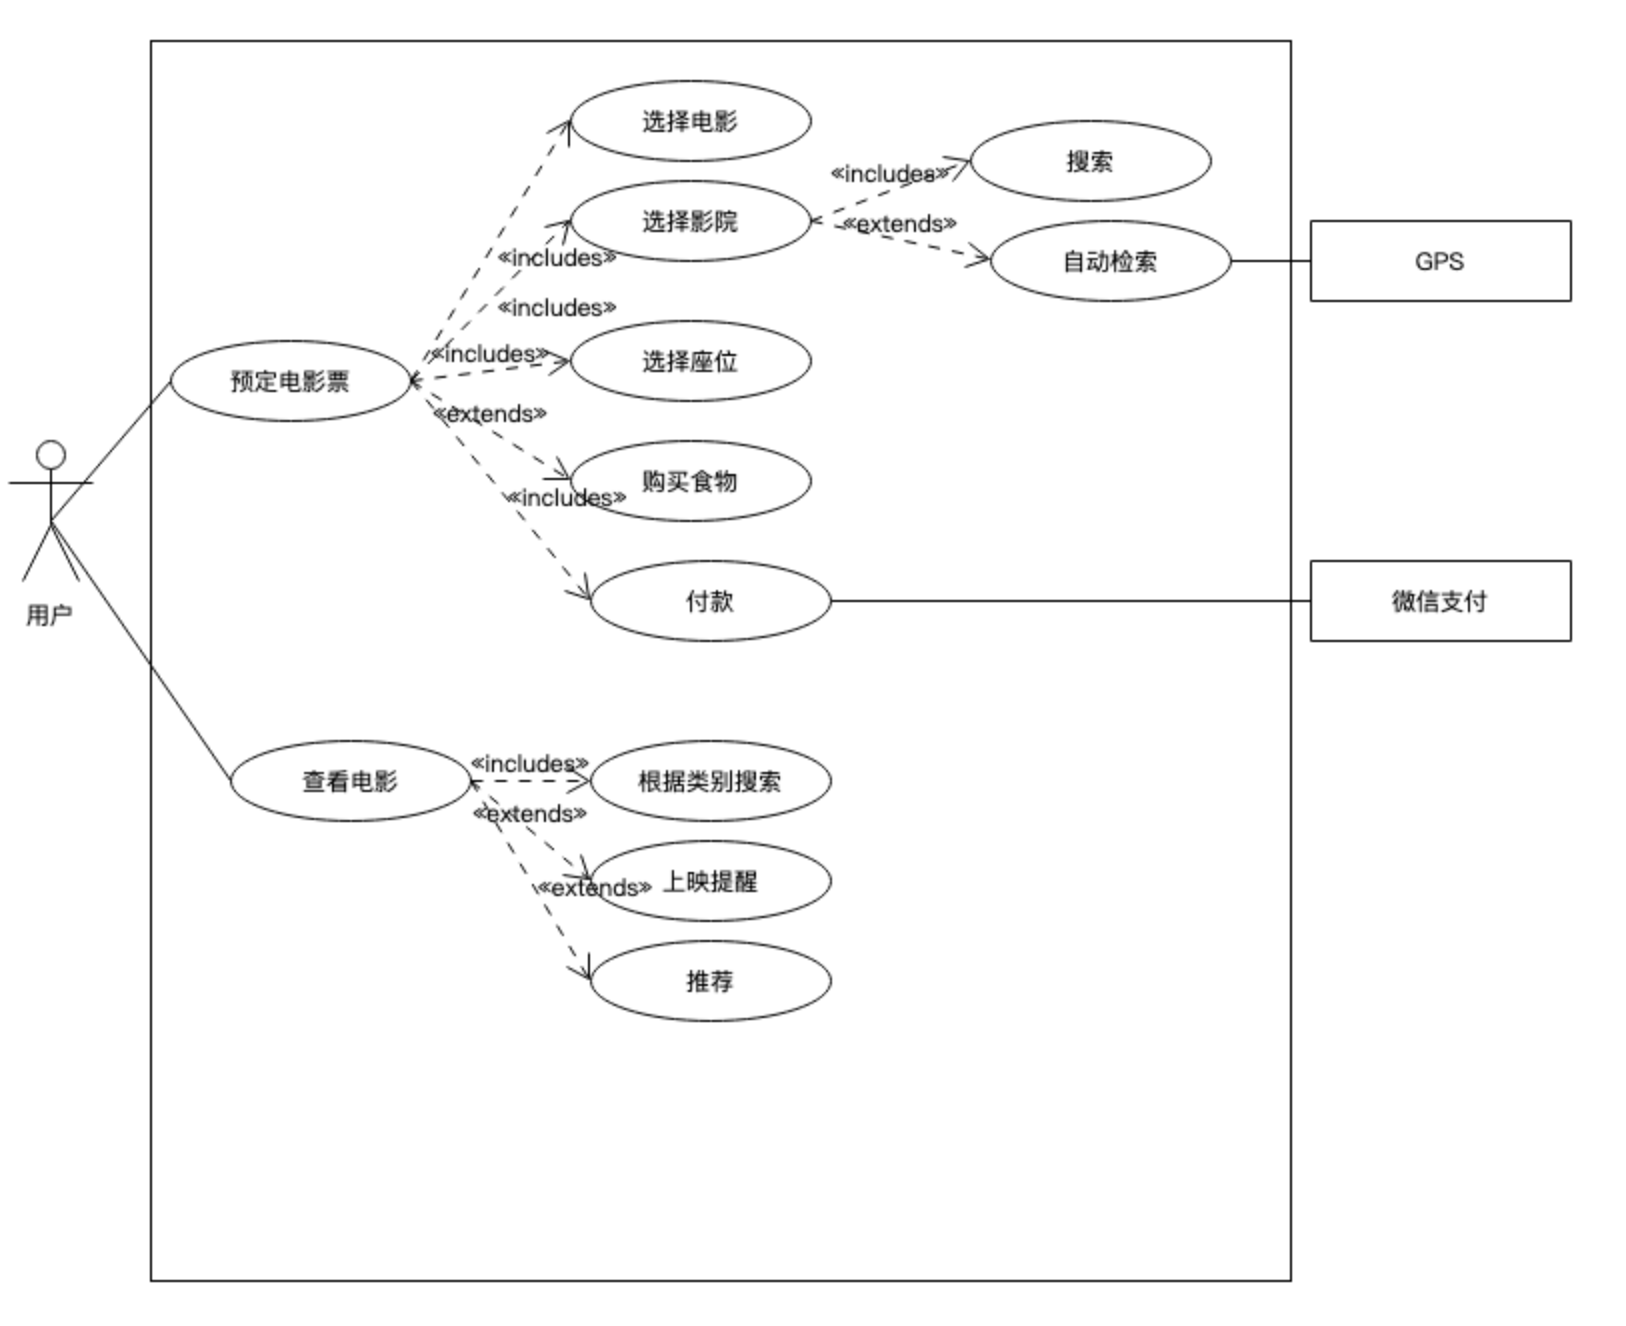 选择电影
«includes»
搜索
选择影院
«extends»
自动检索
GPS
«includes»
«includes»
«includes»
选择座位
预定电影票
«extends»
购买食物
«includes»
付款
微信支付
用户
«includes»
查看电影
根据类别搜索
«extends»
«extends»
上映提醒
推荐